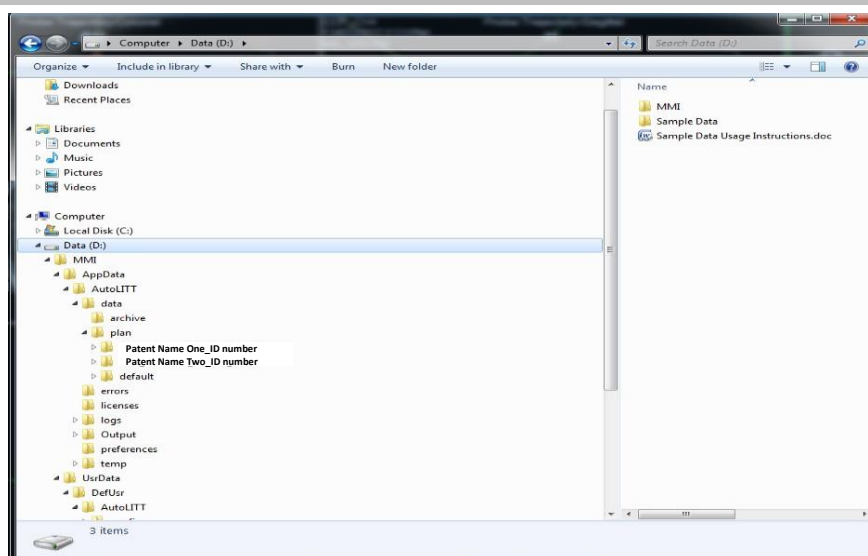 Computer ▸ Data (D:) ▸
Search Data (D:)
Organize Include in library Share with Burn New folder
Downloads
Recent Places
Libraries
Documents
Music
Pictures
Videos
Computer
Local Disk (C:)
Data (D:)
MMI
AppData
AutoLITT
data
archive
plan
Patent Name One_ID number
Patent Name Two_ID number
default
errors
licenses
logs
Output
preferences
temp
UsrData
DefUsr
AutoLITT
Name
MMI
Sample Data
Sample Data Usage Instructions.doc
3 items